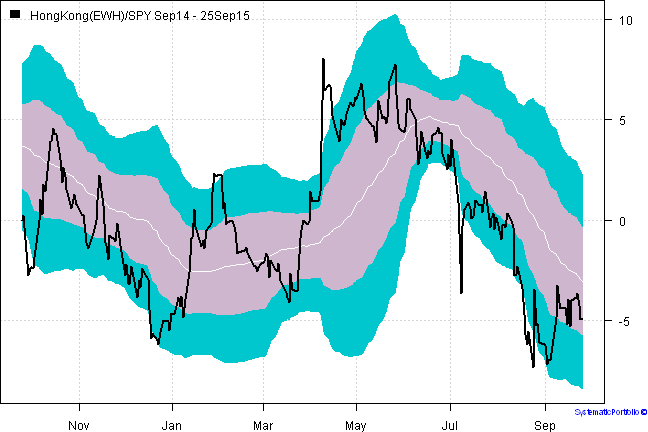 HongKong(EWH)/SPY Sep14 - 25Sep15
10
5
0
-5
Nov Jan Mar May Jul Sep
SystematicPortfolio ©